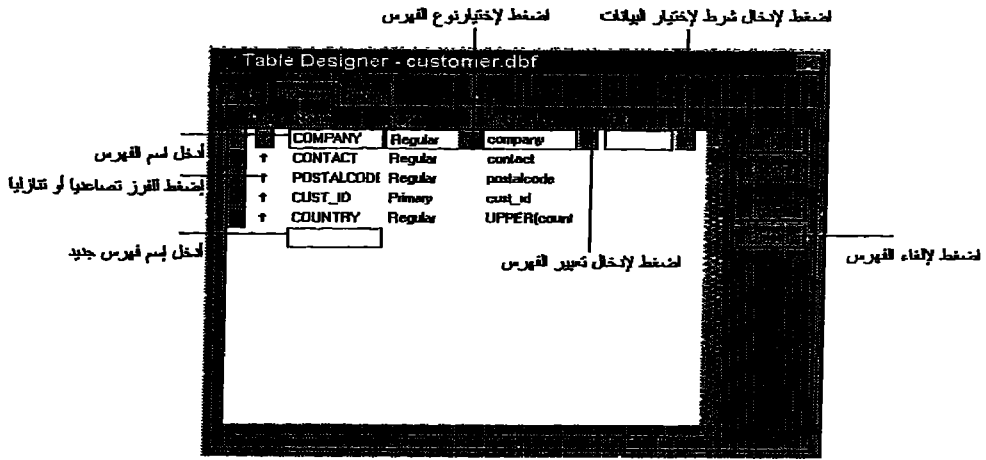 اضغط لإدخال شرط لإختيار البيانات
اضغط لإختيار نوع الفهرس
Table Designer - customer.dbf
COMPANY Regular company
أدخل اسم الفهرس
↑ CONTACT Regular contact
↑ POSTALCODE Regular postalcode
إضغط للفرز تصاعديا أو تنازليا
↑ CUST_ID Primary cust_id
↑ COUNTRY Regular UPPER(count
أدخل إسم فهرس جديد
اضغط لإدخال تعبير الفهرس
اضغط لإلغاء الفهرس